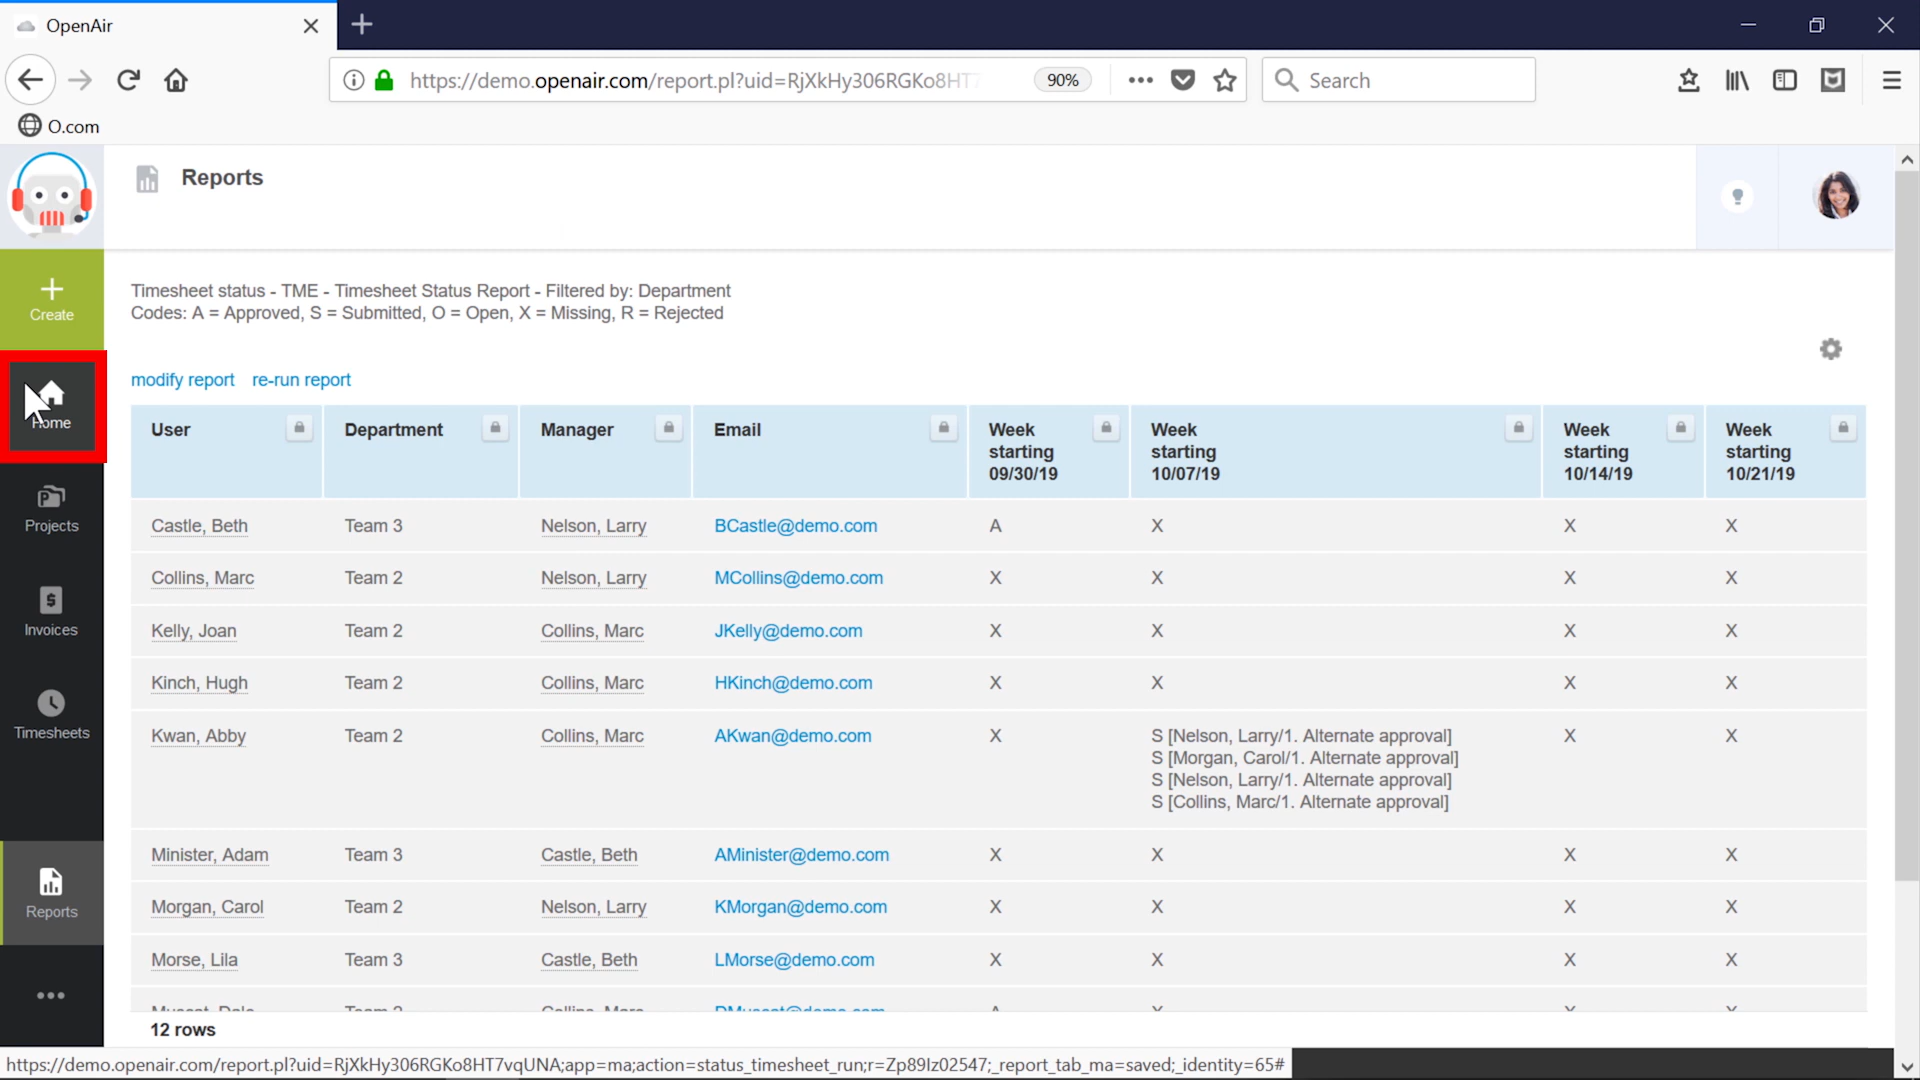 OpenAir
https://demo.openair.com/report.pl?uid=RjXkHy306RGKo8HT
90%
Search
O.com
Reports
Create
Home
Projects
Invoices
Timesheets
Reports
Timesheet status - TME - Timesheet Status Report - Filtered by: Department
Codes: A = Approved, S = Submitted, O = Open, X = Missing, R = Rejected
modify report re-run report
User Department Manager Email Week starting 09/30/19 Week starting 10/07/19 Week starting 10/14/19 Week starting 10/21/19
Castle, Beth Team 3 Nelson, Larry BCastle@demo.com A X X X
Collins, Marc Team 2 Nelson, Larry MCollins@demo.com X X X X
Kelly, Joan Team 2 Collins, Marc JKelly@demo.com X X X X
Kinch, Hugh Team 2 Collins, Marc HKinch@demo.com X X X X
Kwan, Abby Team 2 Collins, Marc AKwan@demo.com X S [Nelson, Larry/1. Alternate approval] X X
S [Morgan, Carol/1. Alternate approval]
S [Nelson, Larry/1. Alternate approval]
S [Collins, Marc/1. Alternate approval]
Minister, Adam Team 3 Castle, Beth AMinister@demo.com X X X X
Morgan, Carol Team 2 Nelson, Larry KMorgan@demo.com X X X X
Morse, Lila Team 3 Castle, Beth LMorse@demo.com X X X X
12 rows
https://demo.openair.com/report.pl?uid=RjXkHy306RGKo8HT7vqUNA;app=ma;action=status_timesheet_run;r=Zp89Iz02547;_report_tab_ma=saved;_identity=65#